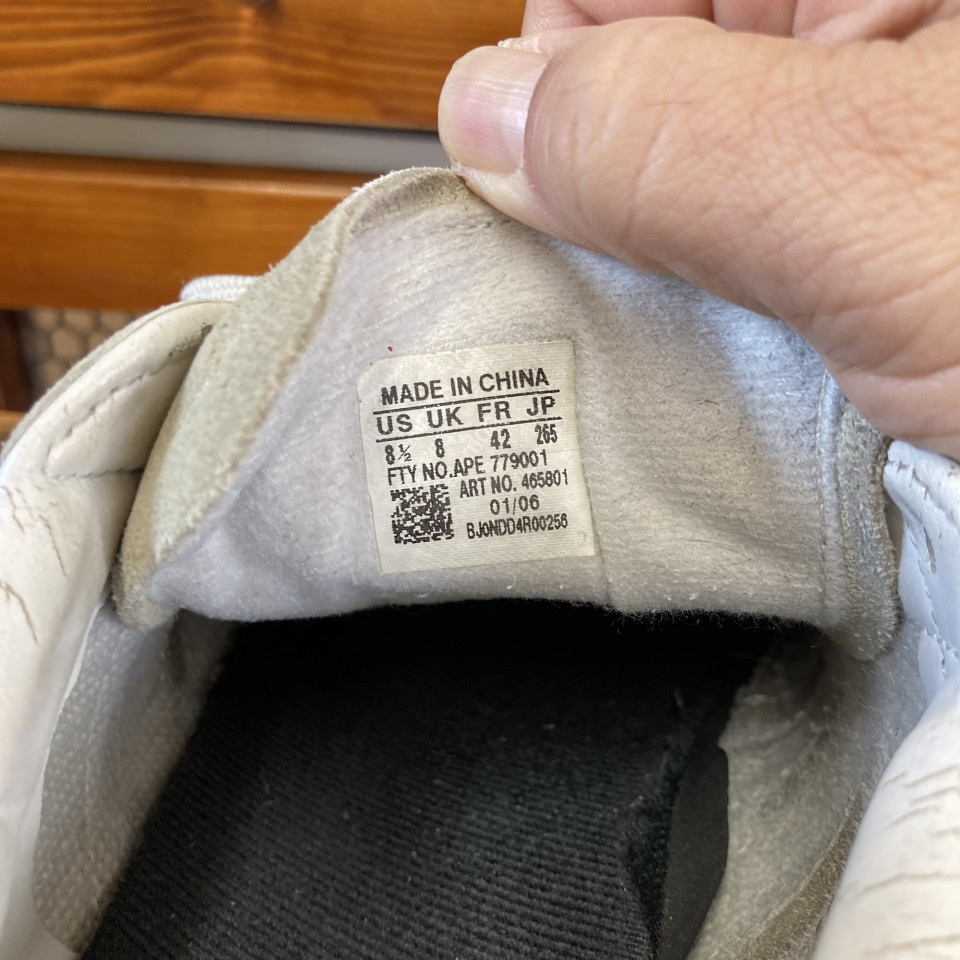 MADE IN CHINA
US UK FR JP
8½ 8 42 265
FTY NO.APE 779001
ART NO. 465801
01/06
BJ0NDD4R00256